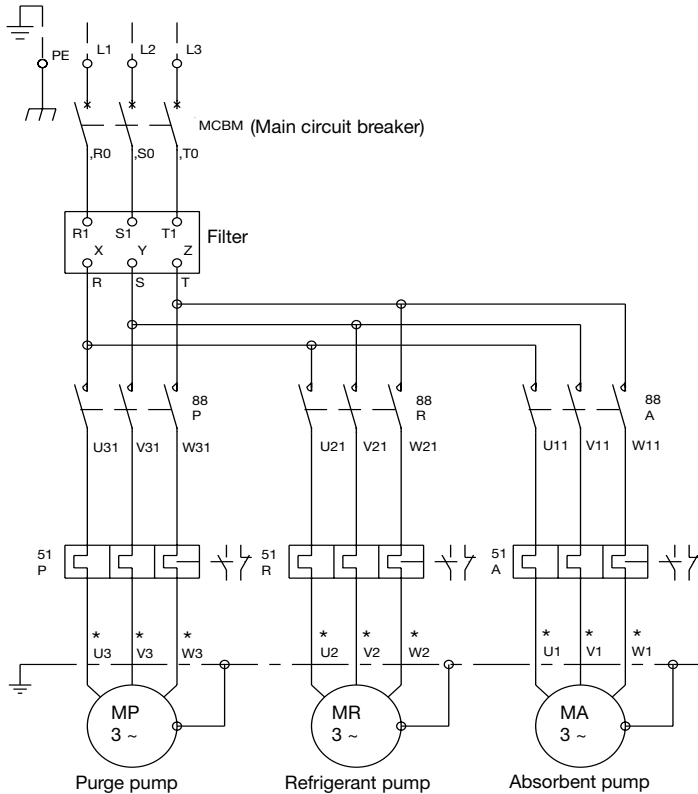 PE L1 L2 L3
MCBM (Main circuit breaker)
,R0 ,S0 ,T0
R1 S1 T1
Filter
X Y Z
R S T
88 88 88
P R A
U31 V31 W31 U21 V21 W21 U11 V11 W11
51 51 51
P R A
* * * * * * * * *
U3 V3 W3 U2 V2 W2 U1 V1 W1
MP MR MA
3 ~ 3 ~ 3 ~
Purge pump Refrigerant pump Absorbent pump